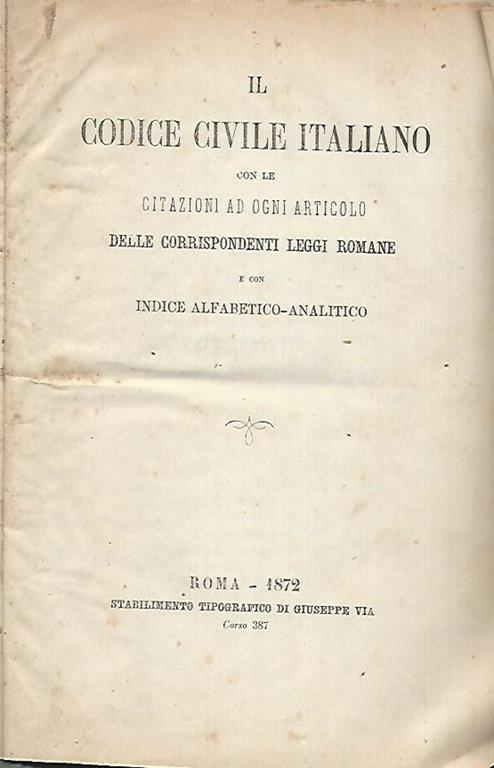 IL
CODICE CIVILE ITALIANO
CON LE
CITAZIONI AD OGNI ARTICOLO
DELLE CORRISPONDENTI LEGGI ROMANE
E CON
INDICE ALFABETICO-ANALITICO
ROMA - 1872
STABILIMENTO TIPOGRAFICO DI GIUSEPPE VIA
Corso 387